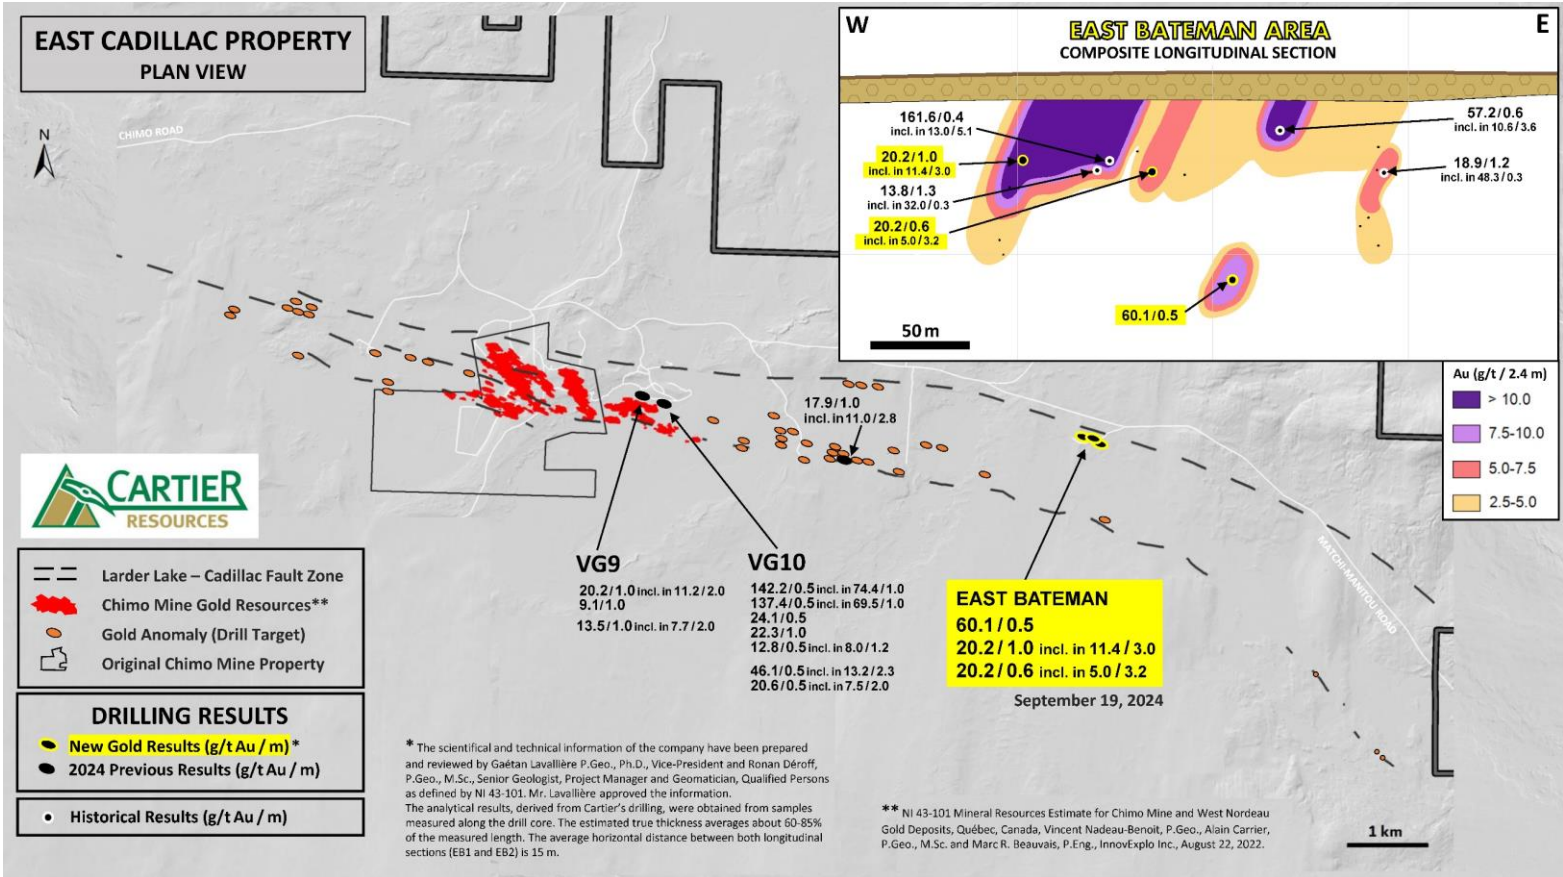 EAST CADILLAC PROPERTY
PLAN VIEW
N
CHIMO ROAD
W
EAST BATEMAN AREA
COMPOSITE LONGITUDINAL SECTION
E
161.6/0.4
incl. in 13.0/5.1
20.2/1.0
incl. in 11.4/3.0
13.8/1.3
incl. in 32.0/0.3
20.2/0.6
incl. in 5.0/3.2
57.2/0.6
incl. in 10.6/3.6
18.9/1.2
incl. in 48.3/0.3
60.1/0.5
50 m
Au (g/t / 2.4 m)
> 10.0
7.5-10.0
5.0-7.5
2.5-5.0
17.9/1.0
incl. in 11.0/2.8
MATCHI-MANITOU ROAD
CARTIER
RESOURCES
Larder Lake – Cadillac Fault Zone
Chimo Mine Gold Resources**
Gold Anomaly (Drill Target)
Original Chimo Mine Property
DRILLING RESULTS
New Gold Results (g/t Au / m)*
2024 Previous Results (g/t Au / m)
Historical Results (g/t Au / m)
VG9
20.2/1.0 incl. in 11.2/2.0
9.1/1.0
13.5/1.0 incl. in 7.7/2.0
VG10
142.2/0.5 incl. in 74.4/1.0
137.4/0.5 incl. in 69.5/1.0
24.1/0.5
22.3/1.0
12.8/0.5 incl. in 8.0/1.2
46.1/0.5 incl. in 13.2/2.3
20.6/0.5 incl. in 7.5/2.0
EAST BATEMAN
60.1/0.5
20.2/1.0 incl. in 11.4/3.0
20.2/0.6 incl. in 5.0/3.2
September 19, 2024
* The scientifical and technical information of the company have been prepared
and reviewed by Gaétan Lavallière P.Geo., Ph.D., Vice-President and Ronan Déroff,
P.Geo., M.Sc., Senior Geologist, Project Manager and Geomatician, Qualified Persons
as defined by NI 43-101. Mr. Lavallière approved the information.
The analytical results, derived from Cartier's drilling, were obtained from samples
measured along the drill core. The estimated true thickness averages about 60-85%
of the measured length. The average horizontal distance between both longitudinal
sections (EB1 and EB2) is 15 m.
** NI 43-101 Mineral Resources Estimate for Chimo Mine and West Nordeau
Gold Deposits, Québec, Canada, Vincent Nadeau-Benoit, P.Geo., Alain Carrier,
P.Geo., M.Sc. and Marc R. Beauvais, P.Eng., InnovExplo Inc., August 22, 2022.
1 km